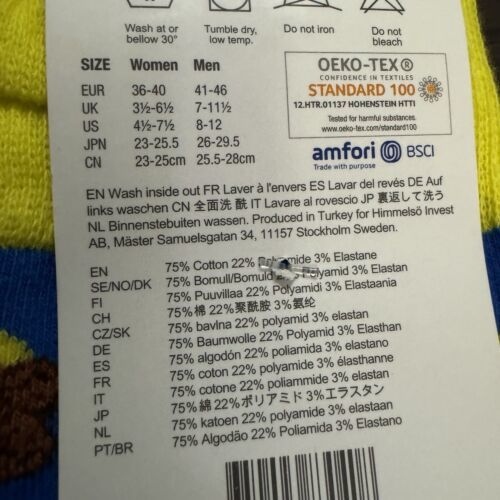 Wash at or below 30°
Tumble dry, low temp.
Do not iron
Do not bleach
SIZE Women Men
EUR 36-40 41-46
UK 3½-6½ 7-11½
US 4½-7½ 8-12
JPN 23-25.5 26-29.5
CN 23-25cm 25.5-28cm
OEKO-TEX®
CONFIDENCE IN TEXTILES
STANDARD 100
12.HTR.01137 HOHENSTEIN HTTI
Tested for harmful substances.
www.oeko-tex.com/standard100
amfori BSCI
Trade with purpose
EN Wash inside out FR Laver à l'envers ES Lavar del revés DE Auf
links waschen CN 全面洗 酰 IT Lavare a rovescio JP 裏返して洗う
NL Binnenstebuiten wassen. Produced in Turkey for Himmelsö Invest
AB, Mäster Samuelsgatan 34, 11157 Stockholm Sweden.
EN 75% Cotton 22% Polyamide 3% Elastane
SE/NO/DK 75% Bomull/Bomuld 22% Polyamid 3% Elastan
FI 75% Puuvillaa 22% Polyamidi 3% Elastaania
CH 75% 棉 22%聚酰胺 3%氨纶
CZ/SK 75% bavlna 22% polyamid 3% elastan
DE 75% Baumwolle 22% Polyamid 3% Elasthan
ES 75% algodón 22% poliamida 3% elastano
FR 75% coton 22% polyamide 3% élasthanne
IT 75% cotone 22% poliammide 3% elastan
JP 75% 綿 22%ポリアミド 3%エラスタン
NL 75% katoen 22% polyamide 3% elastaan
PT/BR 75% Algodão 22% Poliamida 3% Elastano